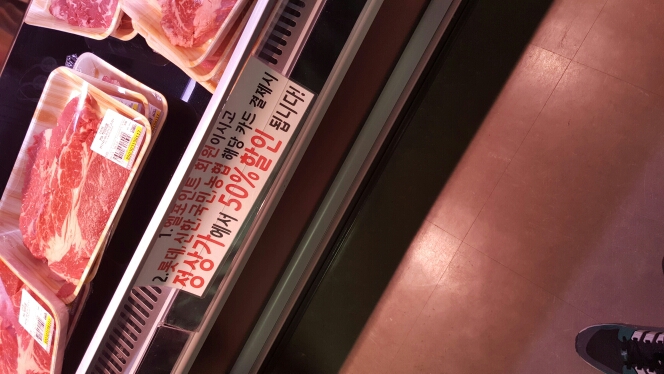 1. 엘포인트 회원이시고
2. 롯데,신한,국민,농협 해당 카드 결제시
정상가에서 50%할인 됩니다!